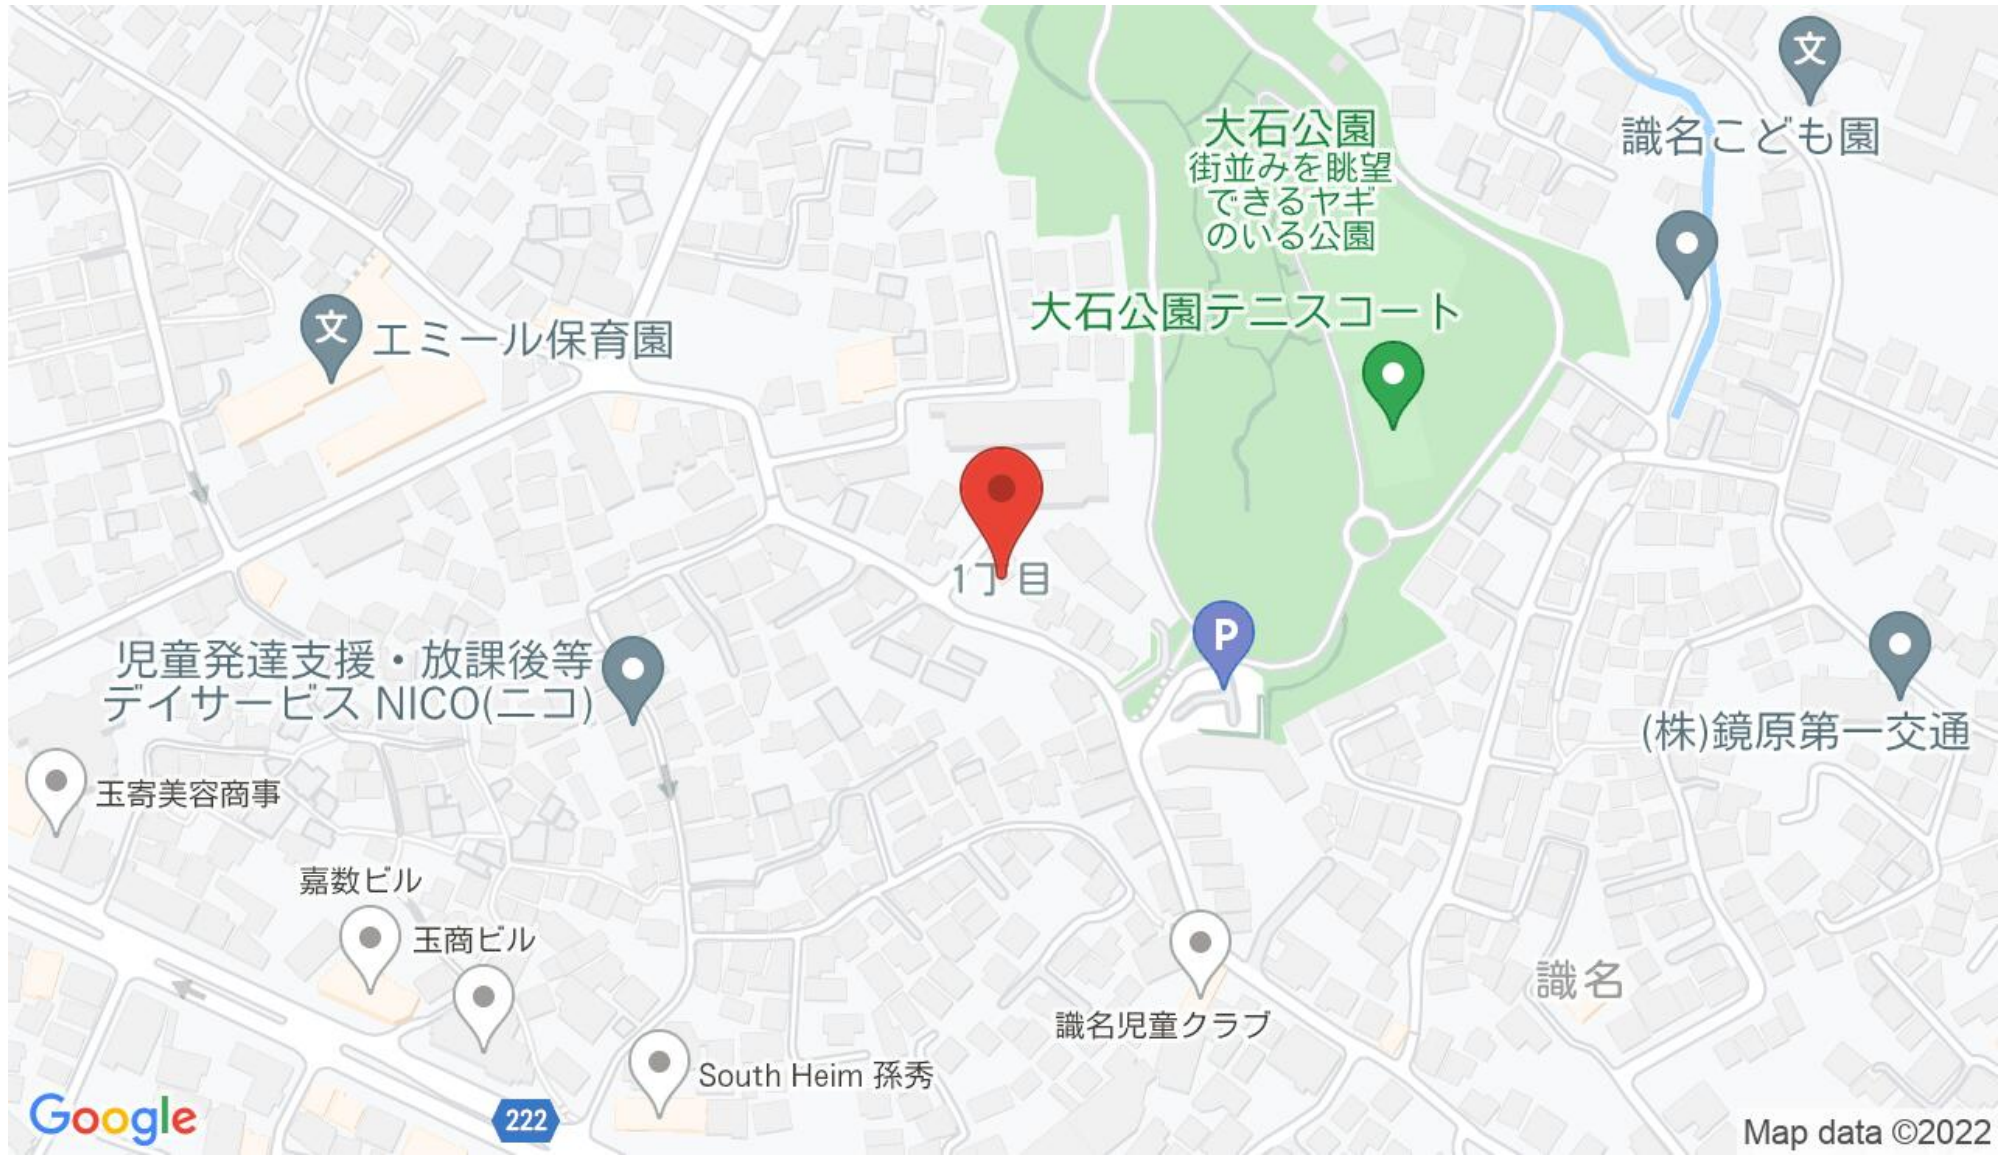 文
識名こども園
大石公園
街並みを眺望
できるヤギ
のいる公園
大石公園テニスコート
文
エミール保育園
1丁目
P
児童発達支援・放課後等
デイサービス NICO(ニコ)
(株)鏡原第一交通
玉寄美容商事
嘉数ビル
玉商ビル
識名
識名児童クラブ
South Heim 孫秀
Google
222
Map data ©2022